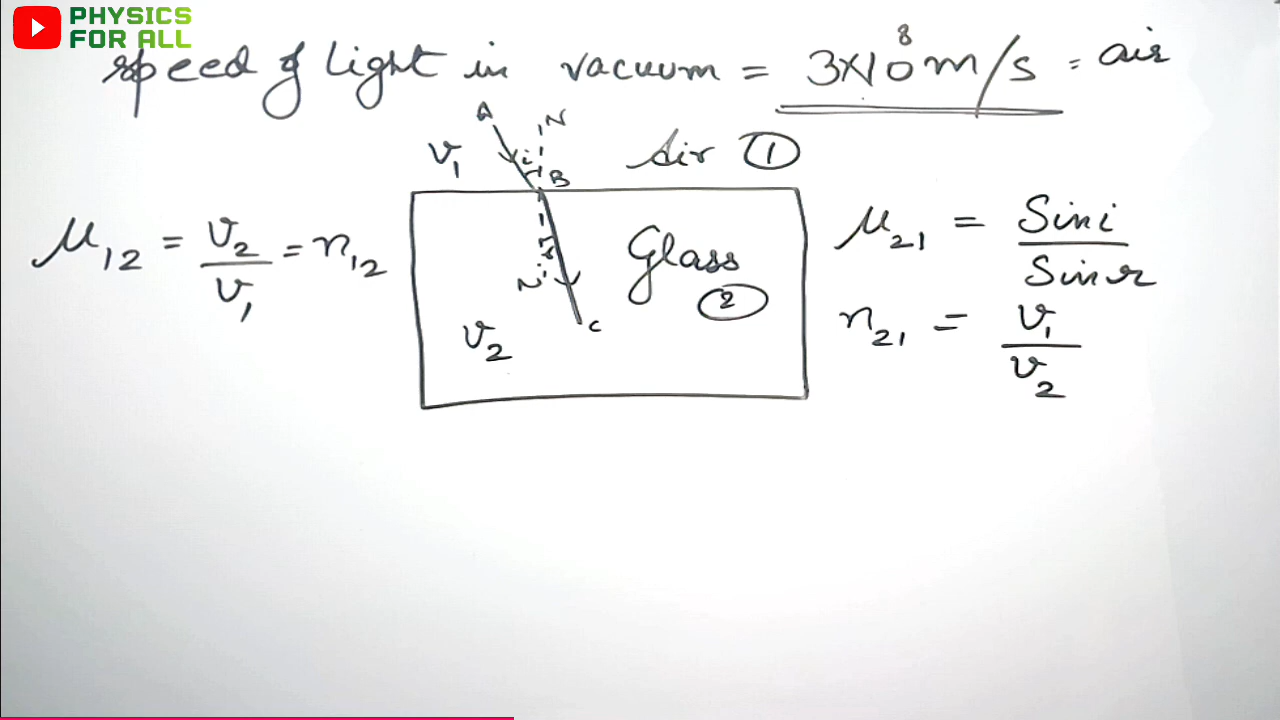 PHYSICS
FOR ALL
speed of light in vacuum = 3×10⁸ m/s = air
A
N
i
B
v₁
Air ①
μ₁₂ = v₂/v₁ = n₁₂
r
N'
C
Glass
②
v₂
μ₂₁ = Sin i/Sin r
n₂₁ = v₁/v₂